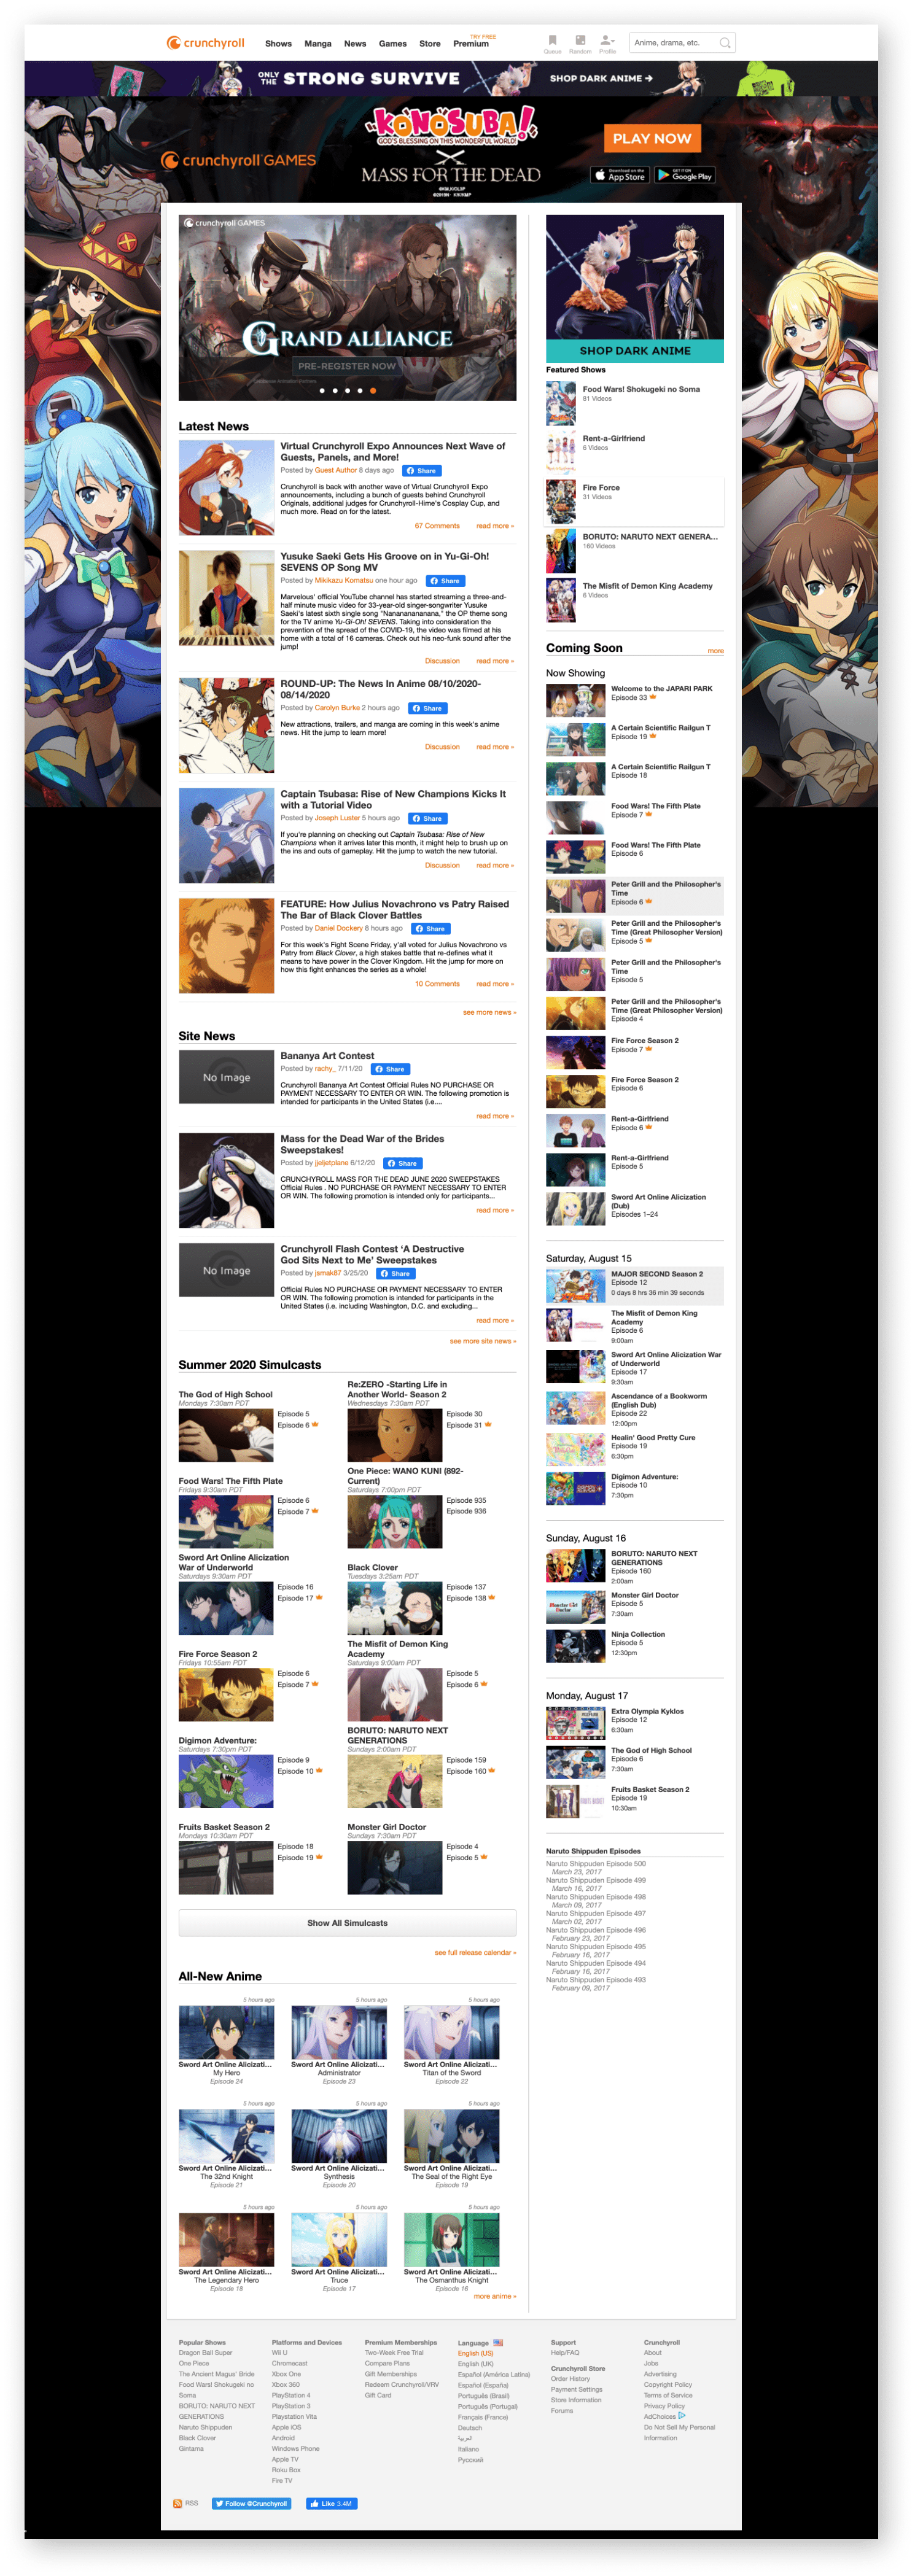 crunchyroll
Shows Manga News Games Store Premium
TRY FREE
Queue Random Profile
Anime, drama, etc.
ONLY THE STRONG SURVIVE
SHOP DARK ANIME →
crunchyroll GAMES
KONOSUBA!
GOD'S BLESSING ON THIS WONDERFUL WORLD!
MASS FOR THE DEAD
PLAY NOW
Download on the App Store
GET IT ON Google Play
crunchyroll GAMES
GRAND ALLIANCE
PRE-REGISTER NOW
Latest News
Virtual Crunchyroll Expo Announces Next Wave of
Guests, Panels, and More!
Posted by Guest Author 8 days ago Share
Crunchyroll is back with another wave of Virtual Crunchyroll Expo
announcements, including a bunch of guests behind Crunchyroll
Originals, additional judges for Crunchyroll-Hime's Cosplay Cup, and
much more. Read on for the latest.
67 Comments read more »
Yusuke Saeki Gets His Groove on in Yu-Gi-Oh!
SEVENS OP Song MV
Posted by Mikikazu Komatsu one hour ago Share
Marvelous' official YouTube channel has started streaming a three-and-
half minute music video for 33-year-old singer-songwriter Yusuke
Saeki's latest sixth single song "Nananananana," the OP theme song
for the TV anime Yu-Gi-Oh! SEVENS. Taking into consideration the
prevention of the spread of the COVID-19, the video was filmed at his
home with a total of 16 cameras. Check out his neo-funk sound after the
jump!
Discussion read more »
ROUND-UP: The News In Anime 08/10/2020-
08/14/2020
Posted by Carolyn Burke 2 hours ago Share
New attractions, trailers, and manga are coming in this week's anime
news. Hit the jump to learn more!
Discussion read more »
Captain Tsubasa: Rise of New Champions Kicks It
with a Tutorial Video
Posted by Joseph Luster 5 hours ago Share
If you're planning on checking out Captain Tsubasa: Rise of New
Champions when it arrives later this month, it might help to brush up on
the ins and outs of gameplay. Hit the jump to watch the new tutorial.
Discussion read more »
FEATURE: How Julius Novachrono vs Patry Raised
The Bar of Black Clover Battles
Posted by Daniel Dockery 8 hours ago Share
For this week's Fight Scene Friday, y'all voted for Julius Novachrono vs
Patry from Black Clover, a high stakes battle that re-defines what it
means to have power in the Clover Kingdom. Hit the jump for more on
how this fight enhances the series as a whole!
10 Comments read more »
see more news »
Site News
No Image
Bananya Art Contest
Posted by rachy_ 7/11/20 Share
Crunchyroll Bananya Art Contest Official Rules NO PURCHASE OR
PAYMENT NECESSARY TO ENTER OR WIN. The following promotion is
intended for participants in the United States (i.e....
read more »
Mass for the Dead War of the Brides
Sweepstakes!
Posted by jjeljetplane 6/12/20 Share
CRUNCHYROLL MASS FOR THE DEAD JUNE 2020 SWEEPSTAKES
Official Rules . NO PURCHASE OR PAYMENT NECESSARY TO ENTER
OR WIN. The following promotion is intended only for participants...
read more »
No Image
Crunchyroll Flash Contest 'A Destructive
God Sits Next to Me' Sweepstakes
Posted by jsmak87 3/25/20 Share
Official Rules NO PURCHASE OR PAYMENT NECESSARY TO ENTER
OR WIN. The following promotion is intended for participants in the
United States (i.e. including Washington, D.C. and excluding...
read more »
see more site news »
Summer 2020 Simulcasts
The God of High School
Mondays 7:30am PDT
Episode 5
Episode 6
Re:ZERO -Starting Life in
Another World- Season 2
Wednesdays 7:30am PDT
Episode 30
Episode 31
Food Wars! The Fifth Plate
Fridays 9:30am PDT
Episode 6
Episode 7
One Piece: WANO KUNI (892-
Current)
Saturdays 7:00pm PDT
Episode 935
Episode 936
Sword Art Online Alicization
War of Underworld
Saturdays 9:30am PDT
Episode 16
Episode 17
Black Clover
Tuesdays 3:25am PDT
Episode 137
Episode 138
Fire Force Season 2
Fridays 10:55am PDT
Episode 6
Episode 7
The Misfit of Demon King
Academy
Saturdays 9:00am PDT
Episode 5
Episode 6
Digimon Adventure:
Saturdays 7:30pm PDT
Episode 9
Episode 10
BORUTO: NARUTO NEXT
GENERATIONS
Sundays 2:00am PDT
Episode 159
Episode 160
Fruits Basket Season 2
Mondays 10:30am PDT
Episode 18
Episode 19
Monster Girl Doctor
Sundays 7:30am PDT
Episode 4
Episode 5
Show All Simulcasts
see full release calendar »
All-New Anime
5 hours ago 5 hours ago 5 hours ago
Sword Art Online Alicizati... Sword Art Online Alicizati... Sword Art Online Alicizati...
My Hero Administrator Titan of the Sword
Episode 24 Episode 23 Episode 22
5 hours ago 5 hours ago 5 hours ago
Sword Art Online Alicizati... Sword Art Online Alicizati... Sword Art Online Alicizati...
The 32nd Knight Synthesis The Seal of the Right Eye
Episode 21 Episode 20 Episode 19
5 hours ago 5 hours ago 5 hours ago
Sword Art Online Alicizati... Sword Art Online Alicizati... Sword Art Online Alicizati...
The Legendary Hero Truce The Osmanthus Knight
Episode 18 Episode 17 Episode 16
more anime »
SHOP DARK ANIME
Featured Shows
Food Wars! Shokugeki no Soma
81 Videos
Rent-a-Girlfriend
6 Videos
Fire Force
31 Videos
BORUTO: NARUTO NEXT GENERA...
160 Videos
The Misfit of Demon King Academy
6 Videos
Coming Soon more
Now Showing
Welcome to the JAPARI PARK
Episode 33
A Certain Scientific Railgun T
Episode 19
A Certain Scientific Railgun T
Episode 18
Food Wars! The Fifth Plate
Episode 7
Food Wars! The Fifth Plate
Episode 6
Peter Grill and the Philosopher's
Time
Episode 6
Peter Grill and the Philosopher's
Time (Great Philosopher Version)
Episode 5
Peter Grill and the Philosopher's
Time
Episode 5
Peter Grill and the Philosopher's
Time (Great Philosopher Version)
Episode 4
Fire Force Season 2
Episode 7
Fire Force Season 2
Episode 6
Rent-a-Girlfriend
Episode 6
Rent-a-Girlfriend
Episode 5
Sword Art Online Alicization
(Dub)
Episodes 1–24
Saturday, August 15
MAJOR SECOND Season 2
Episode 12
0 days 8 hrs 36 min 39 seconds
The Misfit of Demon King
Academy
Episode 6
9:00am
Sword Art Online Alicization War
of Underworld
Episode 17
9:30am
Ascendance of a Bookworm
(English Dub)
Episode 22
12:00pm
Healin' Good Pretty Cure
Episode 19
6:30pm
Digimon Adventure:
Episode 10
7:30pm
Sunday, August 16
BORUTO: NARUTO NEXT
GENERATIONS
Episode 160
2:00am
Monster Girl Doctor
Episode 5
7:30am
Ninja Collection
Episode 5
12:30pm
Monday, August 17
Extra Olympia Kyklos
Episode 12
6:30am
The God of High School
Episode 6
7:30am
Fruits Basket Season 2
Episode 19
10:30am
Naruto Shippuden Episodes
Naruto Shippuden Episode 500
March 23, 2017
Naruto Shippuden Episode 499
March 16, 2017
Naruto Shippuden Episode 498
March 09, 2017
Naruto Shippuden Episode 497
March 02, 2017
Naruto Shippuden Episode 496
February 23, 2017
Naruto Shippuden Episode 495
February 16, 2017
Naruto Shippuden Episode 494
February 16, 2017
Naruto Shippuden Episode 493
February 09, 2017
Popular Shows
Dragon Ball Super
One Piece
The Ancient Magus' Bride
Food Wars! Shokugeki no
Soma
BORUTO: NARUTO NEXT
GENERATIONS
Naruto Shippuden
Black Clover
Gintama
Platforms and Devices
Wii U
Chromecast
Xbox One
Xbox 360
PlayStation 4
PlayStation 3
Playstation Vita
Apple iOS
Android
Windows Phone
Apple TV
Roku Box
Fire TV
Premium Memberships
Two-Week Free Trial
Compare Plans
Gift Memberships
Redeem Crunchyroll/VRV
Gift Card
Language
English (US)
English (UK)
Español (América Latina)
Español (España)
Português (Brasil)
Português (Portugal)
Français (France)
Deutsch
العربية
Italiano
Русский
Support
Help/FAQ
Crunchyroll Store
Order History
Payment Settings
Store Information
Forums
Crunchyroll
About
Jobs
Advertising
Copyright Policy
Terms of Service
Privacy Policy
AdChoices
Do Not Sell My Personal
Information
RSS Follow @Crunchyroll Like 3.4M